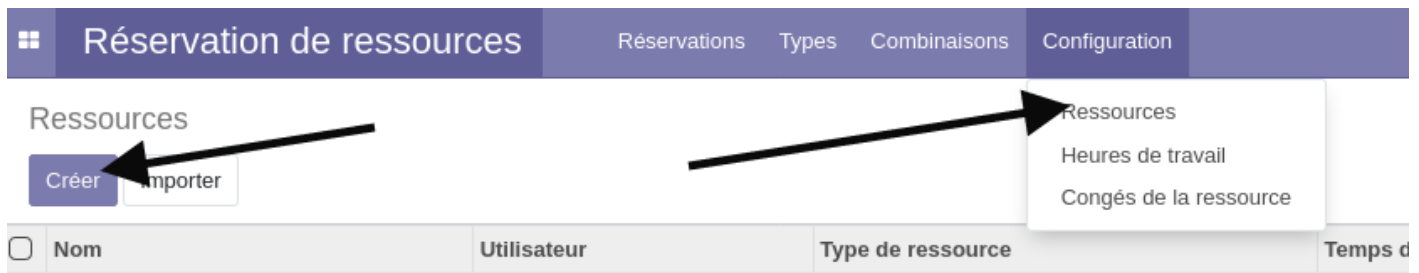 Réservation de ressources Réservations Types Combinaisons Configuration
Ressources
Créer Importer
Ressources
Heures de travail
Congés de la ressource
Nom Utilisateur Type de ressource Temps d